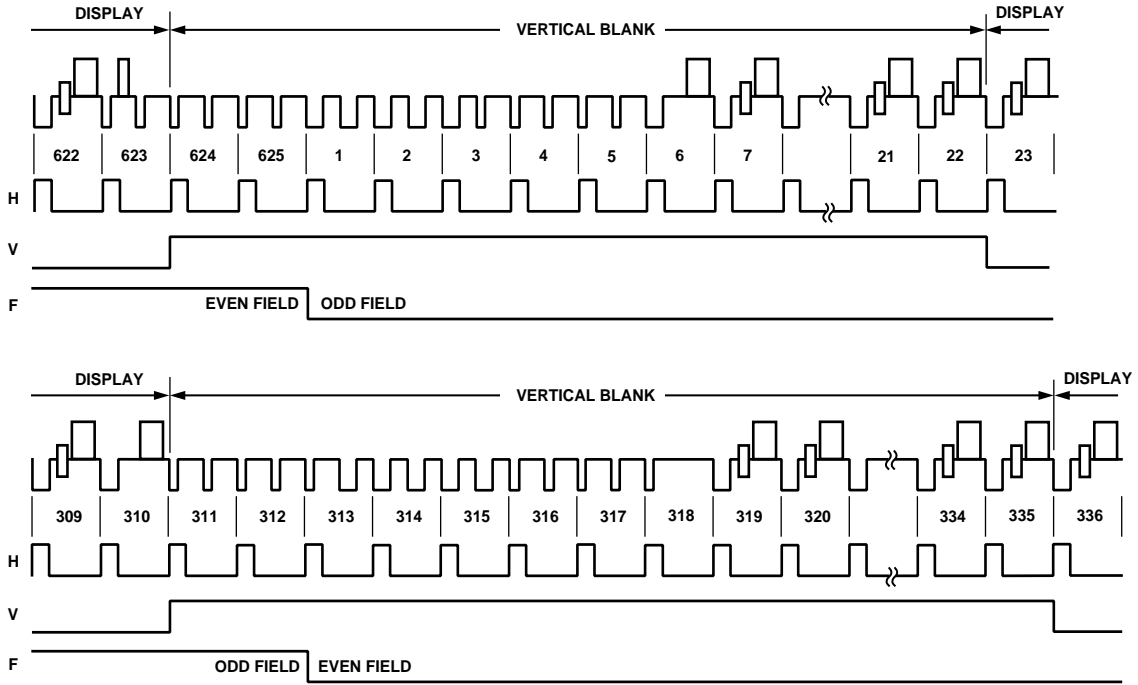 DISPLAY VERTICAL BLANK DISPLAY
622 623 624 625 1 2 3 4 5 6 7 21 22 23
H
V
EVEN FIELD ODD FIELD
F
DISPLAY VERTICAL BLANK DISPLAY
309 310 311 312 313 314 315 316 317 318 319 320 334 335 336
H
V
F ODD FIELD EVEN FIELD